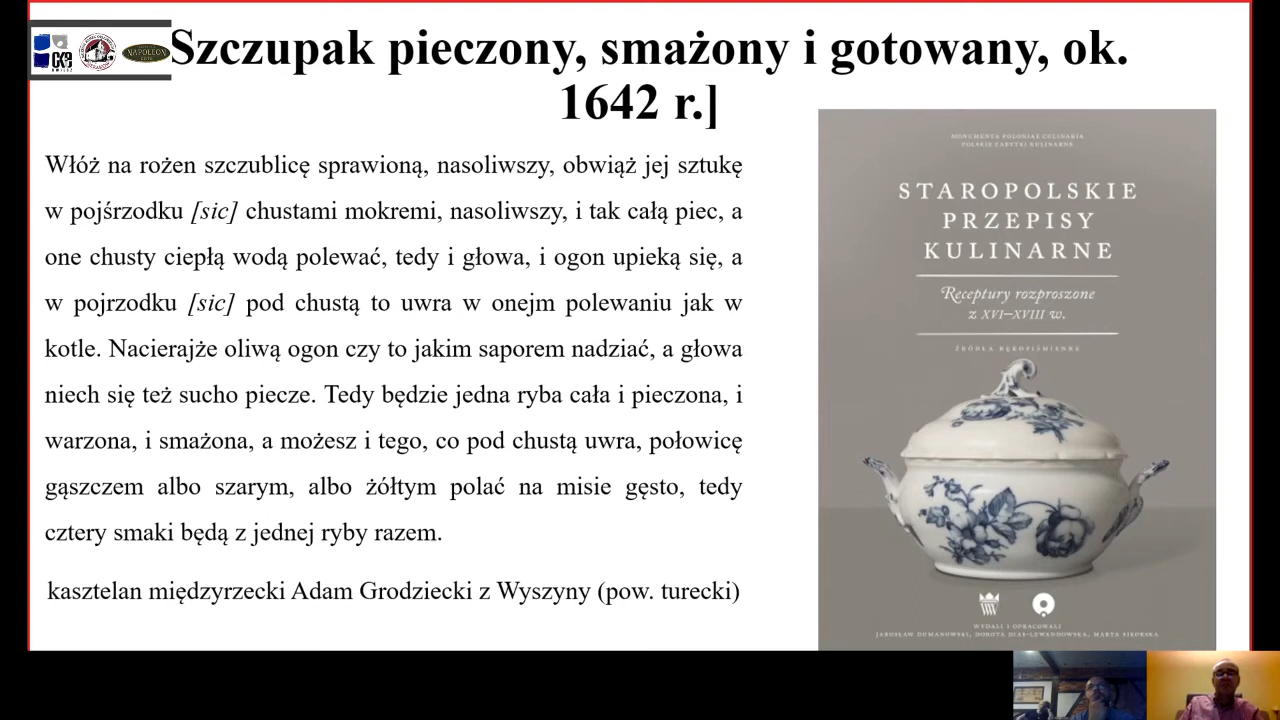 Szczupak pieczony, smażony i gotowany, ok.
1642 r.]
Włóż na rożen szczublicę sprawioną, nasoliwszy, obwiąż jej sztukę
w pojśrzodku [sic] chustami mokremi, nasoliwszy, i tak całą piec, a
one chusty ciepłą wodą polewać, tedy i głowa, i ogon upieką się, a
w pojrzodku [sic] pod chustą to uwra w onejm polewaniu jak w
kotle. Nacierajże oliwą ogon czy to jakim saporem nadziać, a głowa
niech się też sucho piecze. Tedy będzie jedna ryba cała i pieczona, i
warzona, i smażona, a możesz i tego, co pod chustą uwra, połowicę
gąszczem albo szarym, albo żółtym polać na misie gęsto, tedy
cztery smaki będą z jednej ryby razem.
kasztelan międzyrzecki Adam Grodziecki z Wyszyny (pow. turecki)
MONUMENTA POLONIAE CULINARIA
POLSKIE ZABYTKI KULINARNE
STAROPOLSKIE
PRZEPISY
KULINARNE
Receptury rozproszone
z XVI–XVIII w.
ŹRÓDŁA RĘKOPIŚMIENNE
WYDALI I OPRACOWALI
JAROSŁAW DUMANOWSKI, DOROTA DIAS-LEWANDOWSKA, MARTA SIKORSKA
NAPOLEON